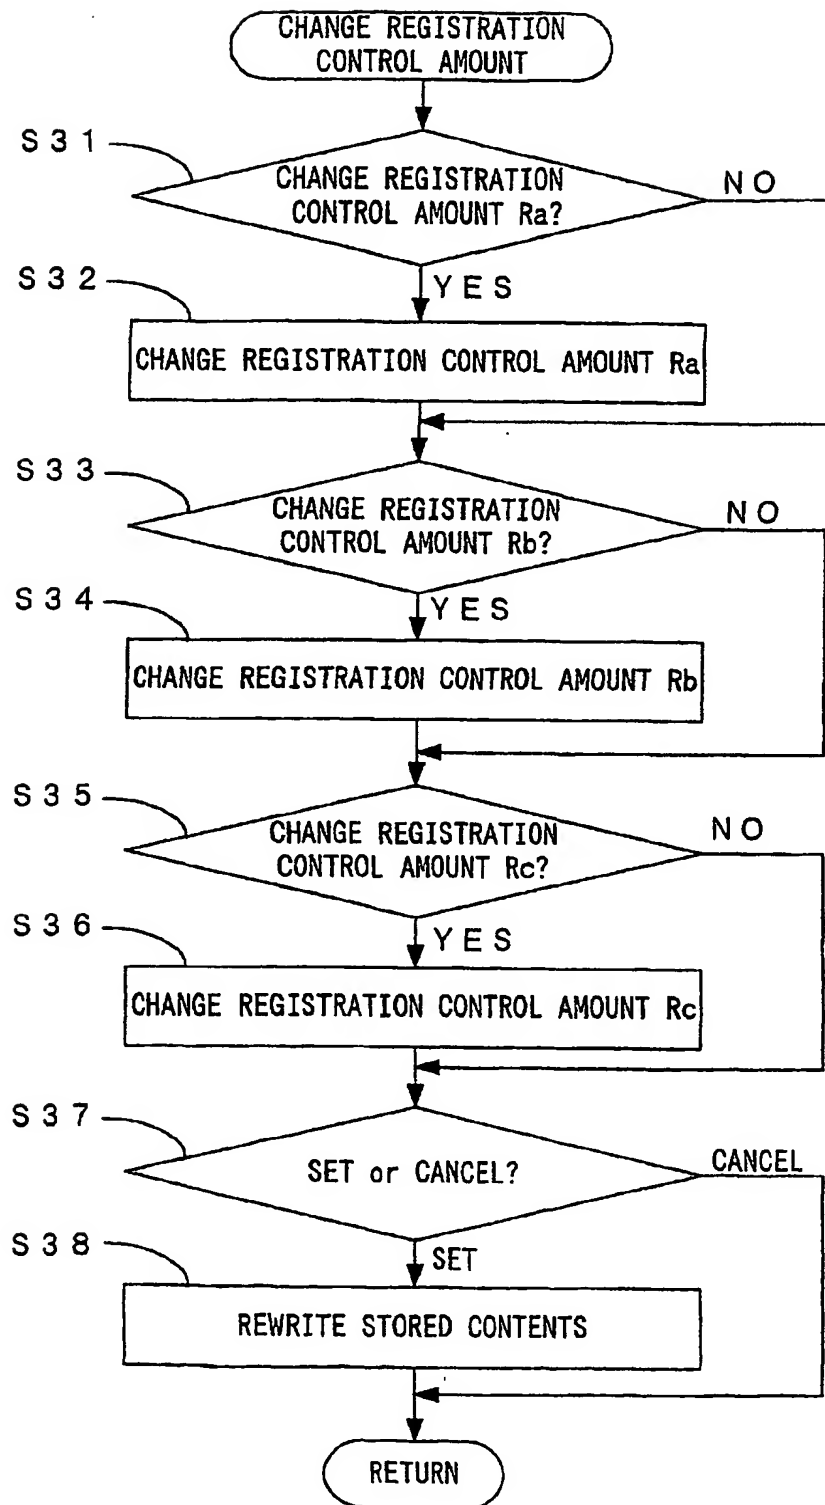 CHANGE REGISTRATION
CONTROL AMOUNT
S31
CHANGE REGISTRATION
CONTROL AMOUNT Ra?
NO
YES
S32
CHANGE REGISTRATION CONTROL AMOUNT Ra
S33
CHANGE REGISTRATION
CONTROL AMOUNT Rb?
NO
YES
S34
CHANGE REGISTRATION CONTROL AMOUNT Rb
S35
CHANGE REGISTRATION
CONTROL AMOUNT Rc?
NO
YES
S36
CHANGE REGISTRATION CONTROL AMOUNT Rc
S37
SET or CANCEL?
CANCEL
SET
S38
REWRITE STORED CONTENTS
RETURN